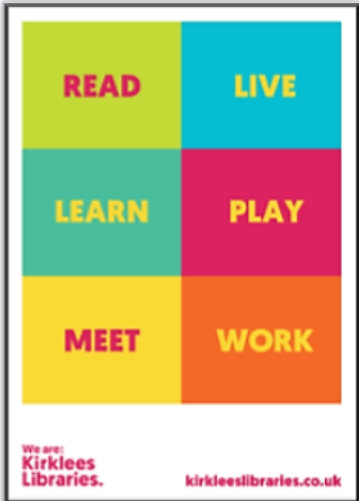 READ LIVE
LEARN PLAY
MEET WORK
We are:
Kirklees
Libraries.
kirkleeslibraries.co.uk